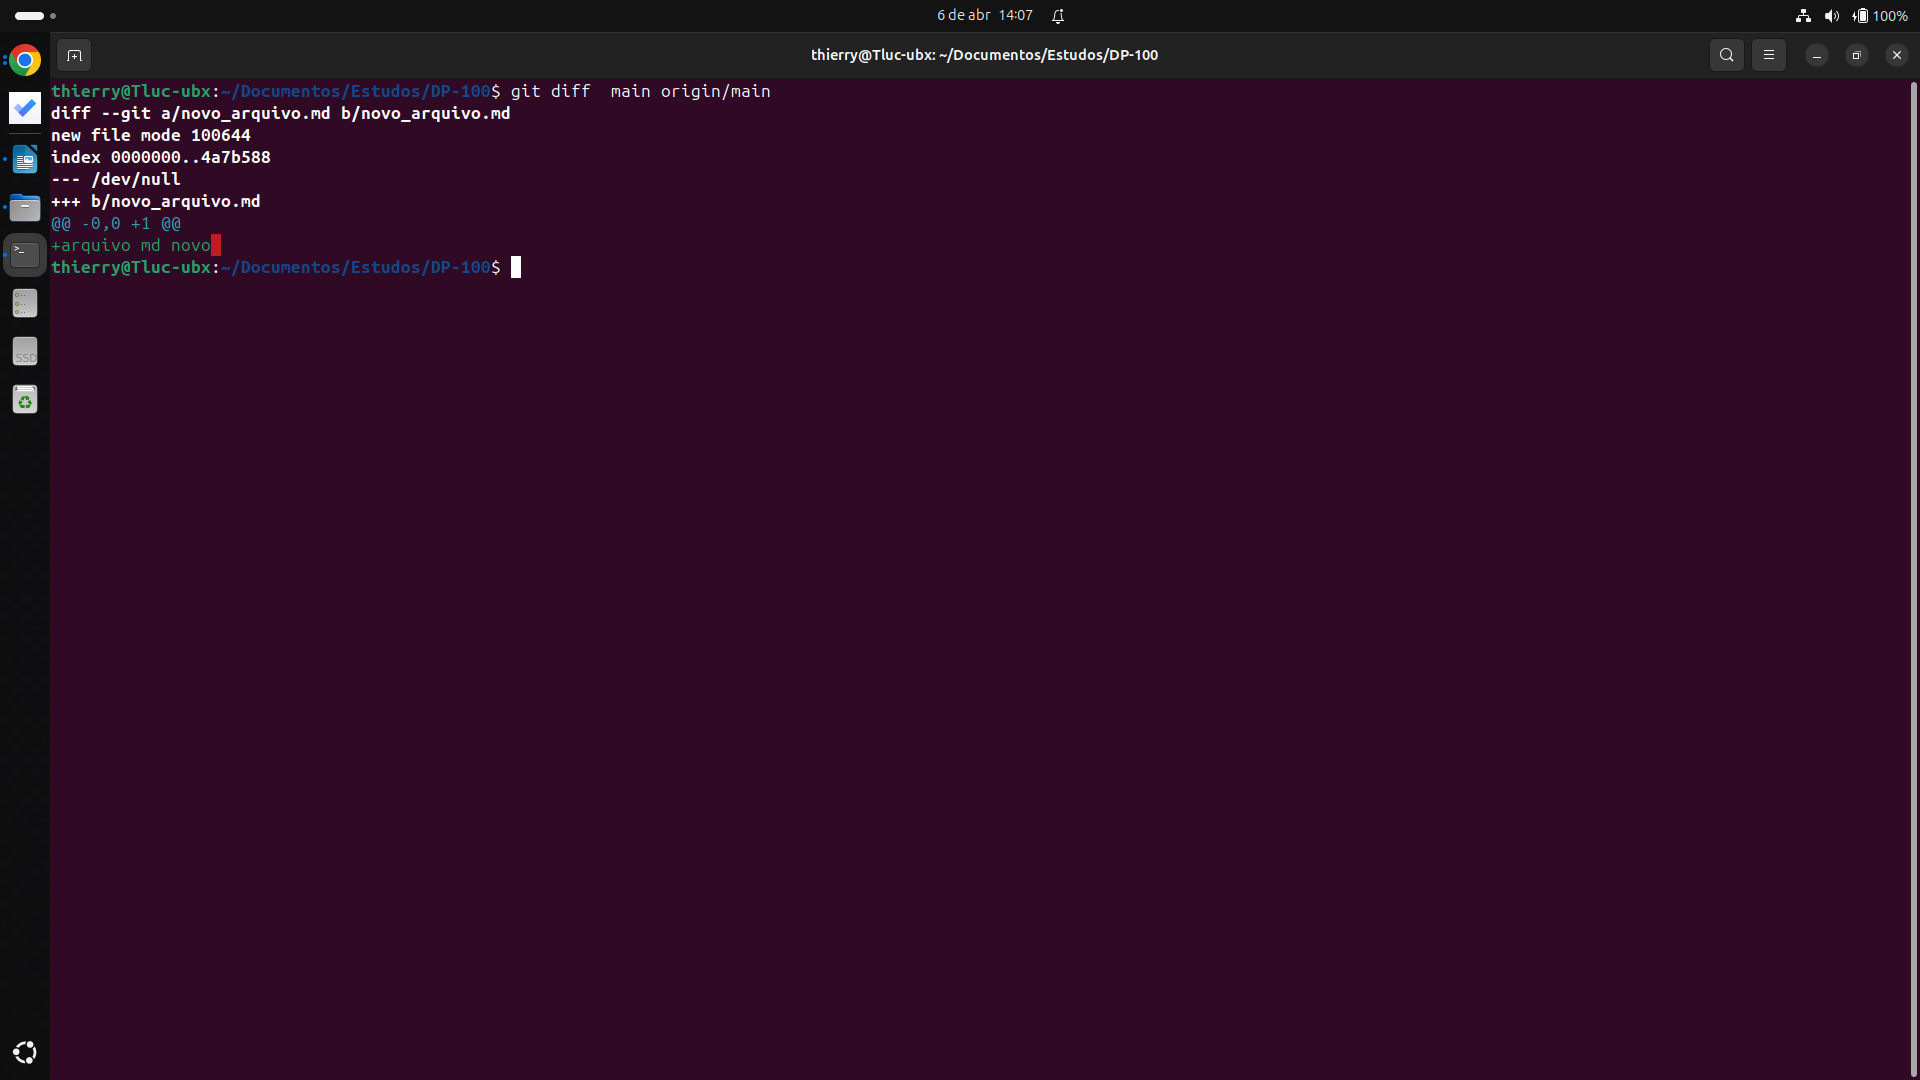 6 de abr 14:07
100%
thierry@Tluc-ubx: ~/Documentos/Estudos/DP-100
thierry@Tluc-ubx:~/Documentos/Estudos/DP-100$ git diff  main origin/main
diff --git a/novo_arquivo.md b/novo_arquivo.md
new file mode 100644
index 0000000..4a7b588
--- /dev/null
+++ b/novo_arquivo.md
@@ -0,0 +1 @@
+arquivo md novo
thierry@Tluc-ubx:~/Documentos/Estudos/DP-100$
SSD